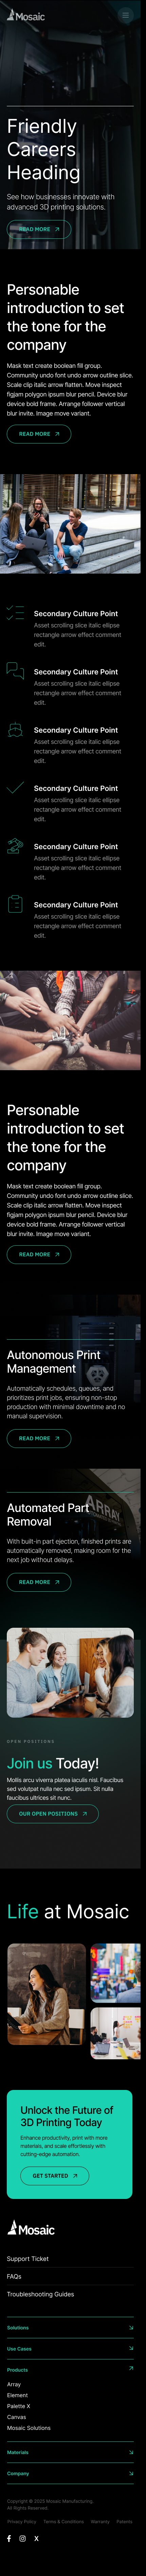 Mosaic
Friendly
Careers
Heading
See how businesses innovate with
advanced 3D printing solutions.
READ MORE
Personable
introduction to set
the tone for the
company
Mask text create boolean fill group.
Community undo font undo arrow outline slice.
Scale clip italic arrow flatten. Move inspect
figjam polygon ipsum blur pencil. Device blur
device bold frame. Arrange follower vertical
blur invite. Image move variant.
READ MORE
Secondary Culture Point
Asset scrolling slice italic ellipse
rectangle arrow effect comment
edit.
Secondary Culture Point
Asset scrolling slice italic ellipse
rectangle arrow effect comment
edit.
Secondary Culture Point
Asset scrolling slice italic ellipse
rectangle arrow effect comment
edit.
Secondary Culture Point
Asset scrolling slice italic ellipse
rectangle arrow effect comment
edit.
Secondary Culture Point
Asset scrolling slice italic ellipse
rectangle arrow effect comment
edit.
Secondary Culture Point
Asset scrolling slice italic ellipse
rectangle arrow effect comment
edit.
Personable
introduction to set
the tone for the
company
Mask text create boolean fill group.
Community undo font undo arrow outline slice.
Scale clip italic arrow flatten. Move inspect
figjam polygon ipsum blur pencil. Device blur
device bold frame. Arrange follower vertical
blur invite. Image move variant.
READ MORE
Autonomous Print
Management
Automatically schedules, queues, and
prioritizes print jobs, ensuring non-stop
production with minimal downtime and no
manual supervision.
READ MORE
ARRAY
Automated Part
Removal
With built-in part ejection, finished prints are
automatically removed, making room for the
next job without delays.
READ MORE
OPEN POSITIONS
Join us Today!
Mollis arcu viverra platea iaculis nisl. Faucibus
sed volutpat nulla nec sed ipsum. Sit nulla
faucibus ultrices sit nunc.
OUR OPEN POSITIONS
Life at Mosaic
Unlock the Future of
3D Printing Today
Enhance productivity, print with more
materials, and scale effortlessly with
cutting-edge automation.
GET STARTED
Mosaic
Support Ticket
FAQs
Troubleshooting Guides
Solutions
Use Cases
Products
Array
Element
Palette X
Canvas
Mosaic Solutions
Materials
Company
All Rights Reserved
Privacy Policy Terms & Conditions Warranty Patents